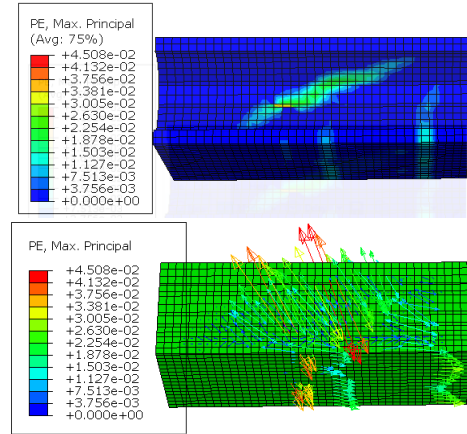 PE, Max. Principal
(Avg: 75%)
+4.508e-02
+4.132e-02
+3.756e-02
+3.381e-02
+3.005e-02
+2.630e-02
+2.254e-02
+1.878e-02
+1.503e-02
+1.127e-02
+7.513e-03
+3.756e-03
+0.000e+00
PE, Max. Principal
+4.508e-02
+4.132e-02
+3.756e-02
+3.381e-02
+3.005e-02
+2.630e-02
+2.254e-02
+1.878e-02
+1.503e-02
+1.127e-02
+7.513e-03
+3.756e-03
+0.000e+00